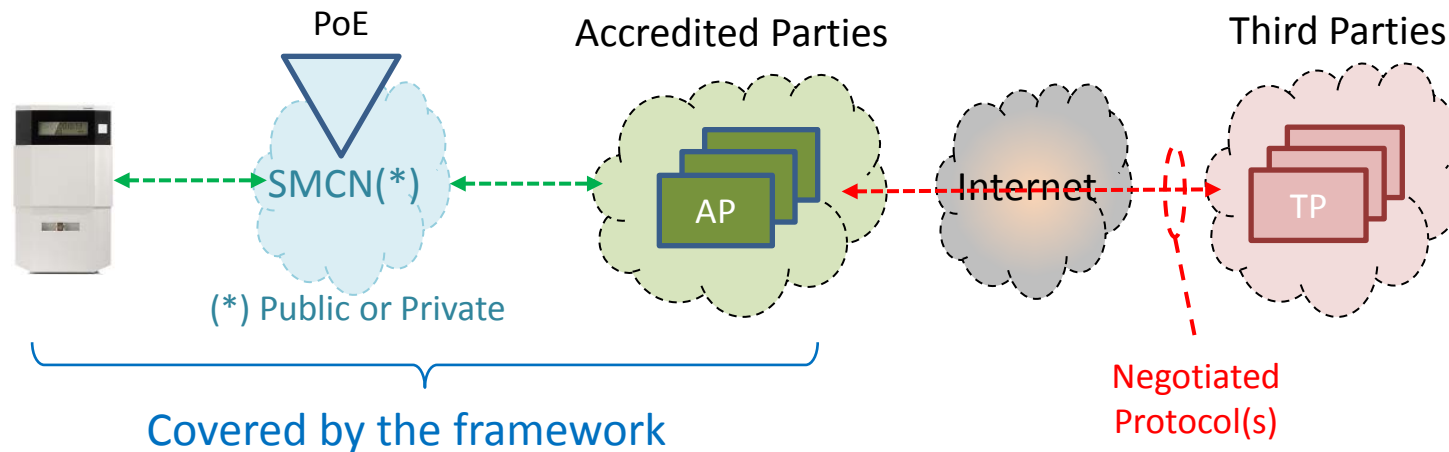 PoE
Accredited Parties
Third Parties
SMCN(*)
AP
Internet
TP
(*) Public or Private
Negotiated
Protocol(s)
Covered by the framework